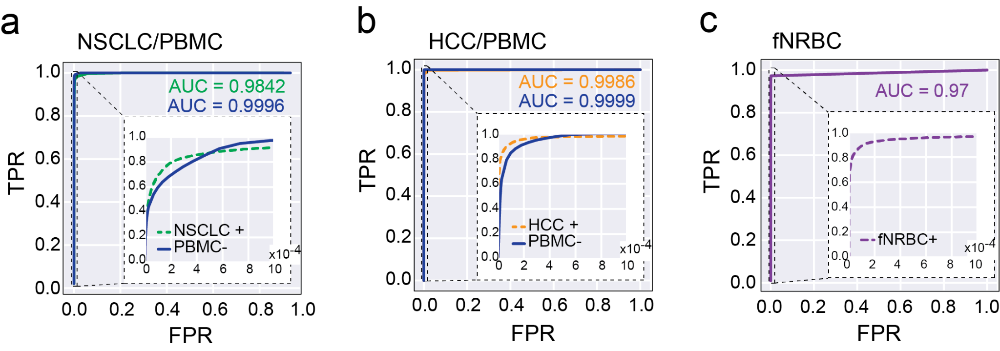 a
NSCLC/PBMC
1.0
0.8
0.6
0.4
0.2
0.0
TPR
AUC = 0.9842
AUC = 0.9996
1.0
0.8
0.6
0.4
0.2
0.0
NSCLC +
PBMC-
x10-4
0 2 4 6 8 10
0.0 0.2 0.4 0.6 0.8 1.0
FPR
b
HCC/PBMC
1.0
0.8
0.6
0.4
0.2
0.0
TPR
AUC = 0.9986
AUC = 0.9999
1.0
0.8
0.6
0.4
0.2
0.0
HCC +
PBMC-
x10-4
0 2 4 6 8 10
0.0 0.2 0.4 0.6 0.8 1.0
FPR
c
fNRBC
1.0
0.8
0.6
0.4
0.2
0.0
TPR
AUC = 0.97
1.0
0.8
0.6
0.4
0.2
0.0
fNRBC+
x10-4
0 2 4 6 8 10
0.0 0.2 0.4 0.6 0.8 1.0
FPR